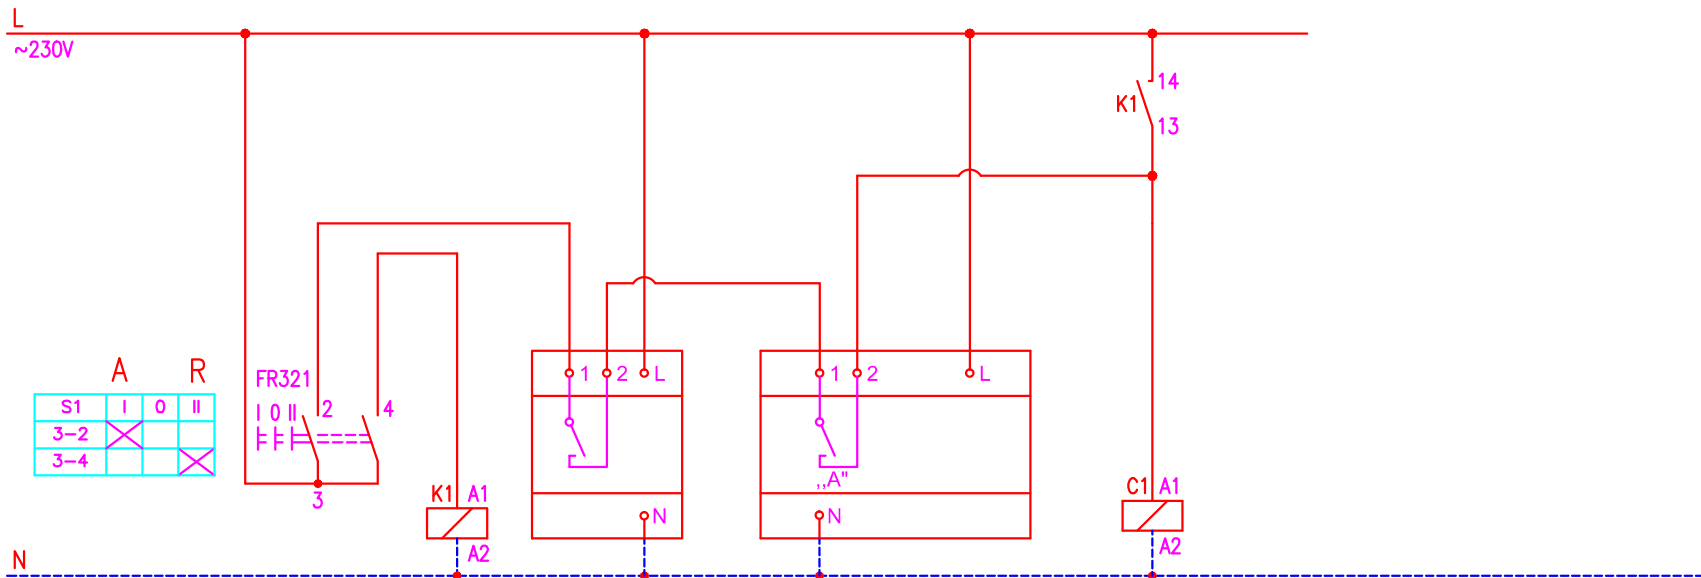 L
~230V
14
K1
13
A R
FR321
1 2 L
1 2 L
S1 I 0 II
I 0 II
2
4
3-2
3-4
,,A"
3
K1 A1
C1 A1
N
N
A2
A2
N